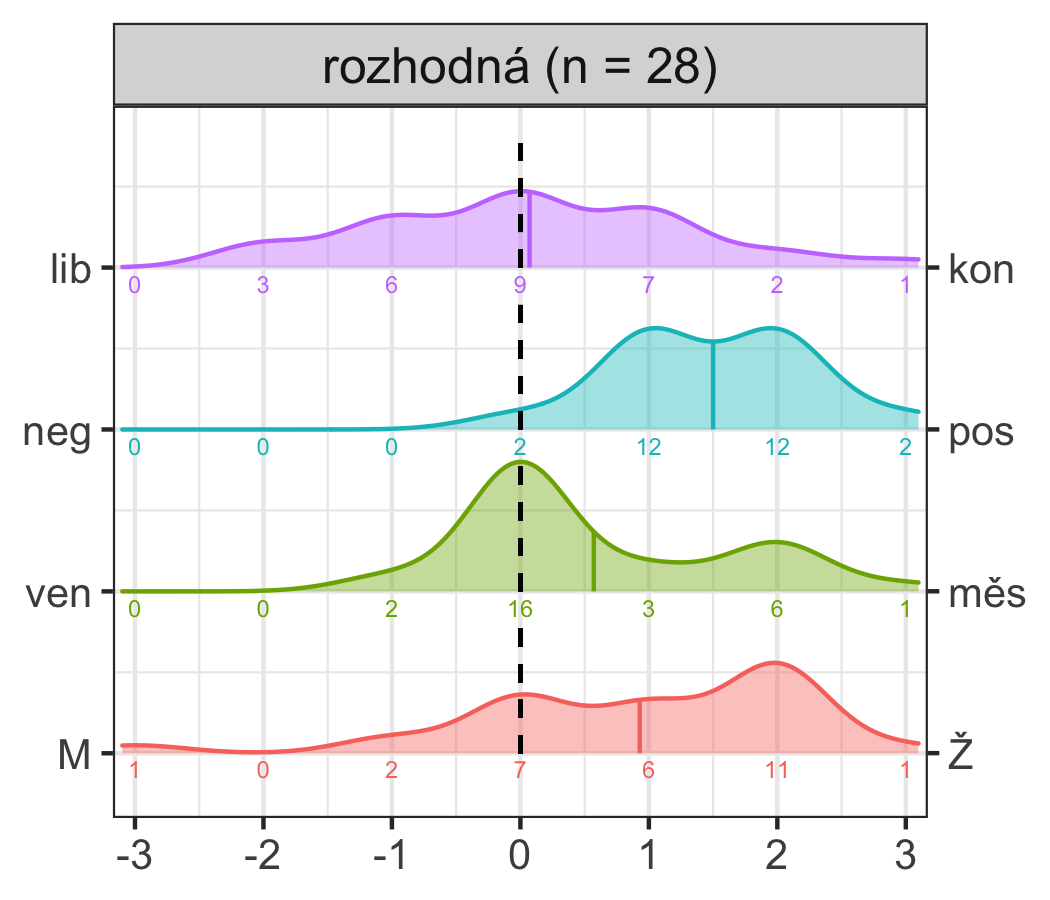 rozhodná (n = 28)
lib kon
0 3 6 9 7 2 1
neg pos
0 0 0 2 12 12 2
ven měs
0 0 2 16 3 6 1
M Ž
1 0 2 7 6 11 1
-3 -2 -1 0 1 2 3